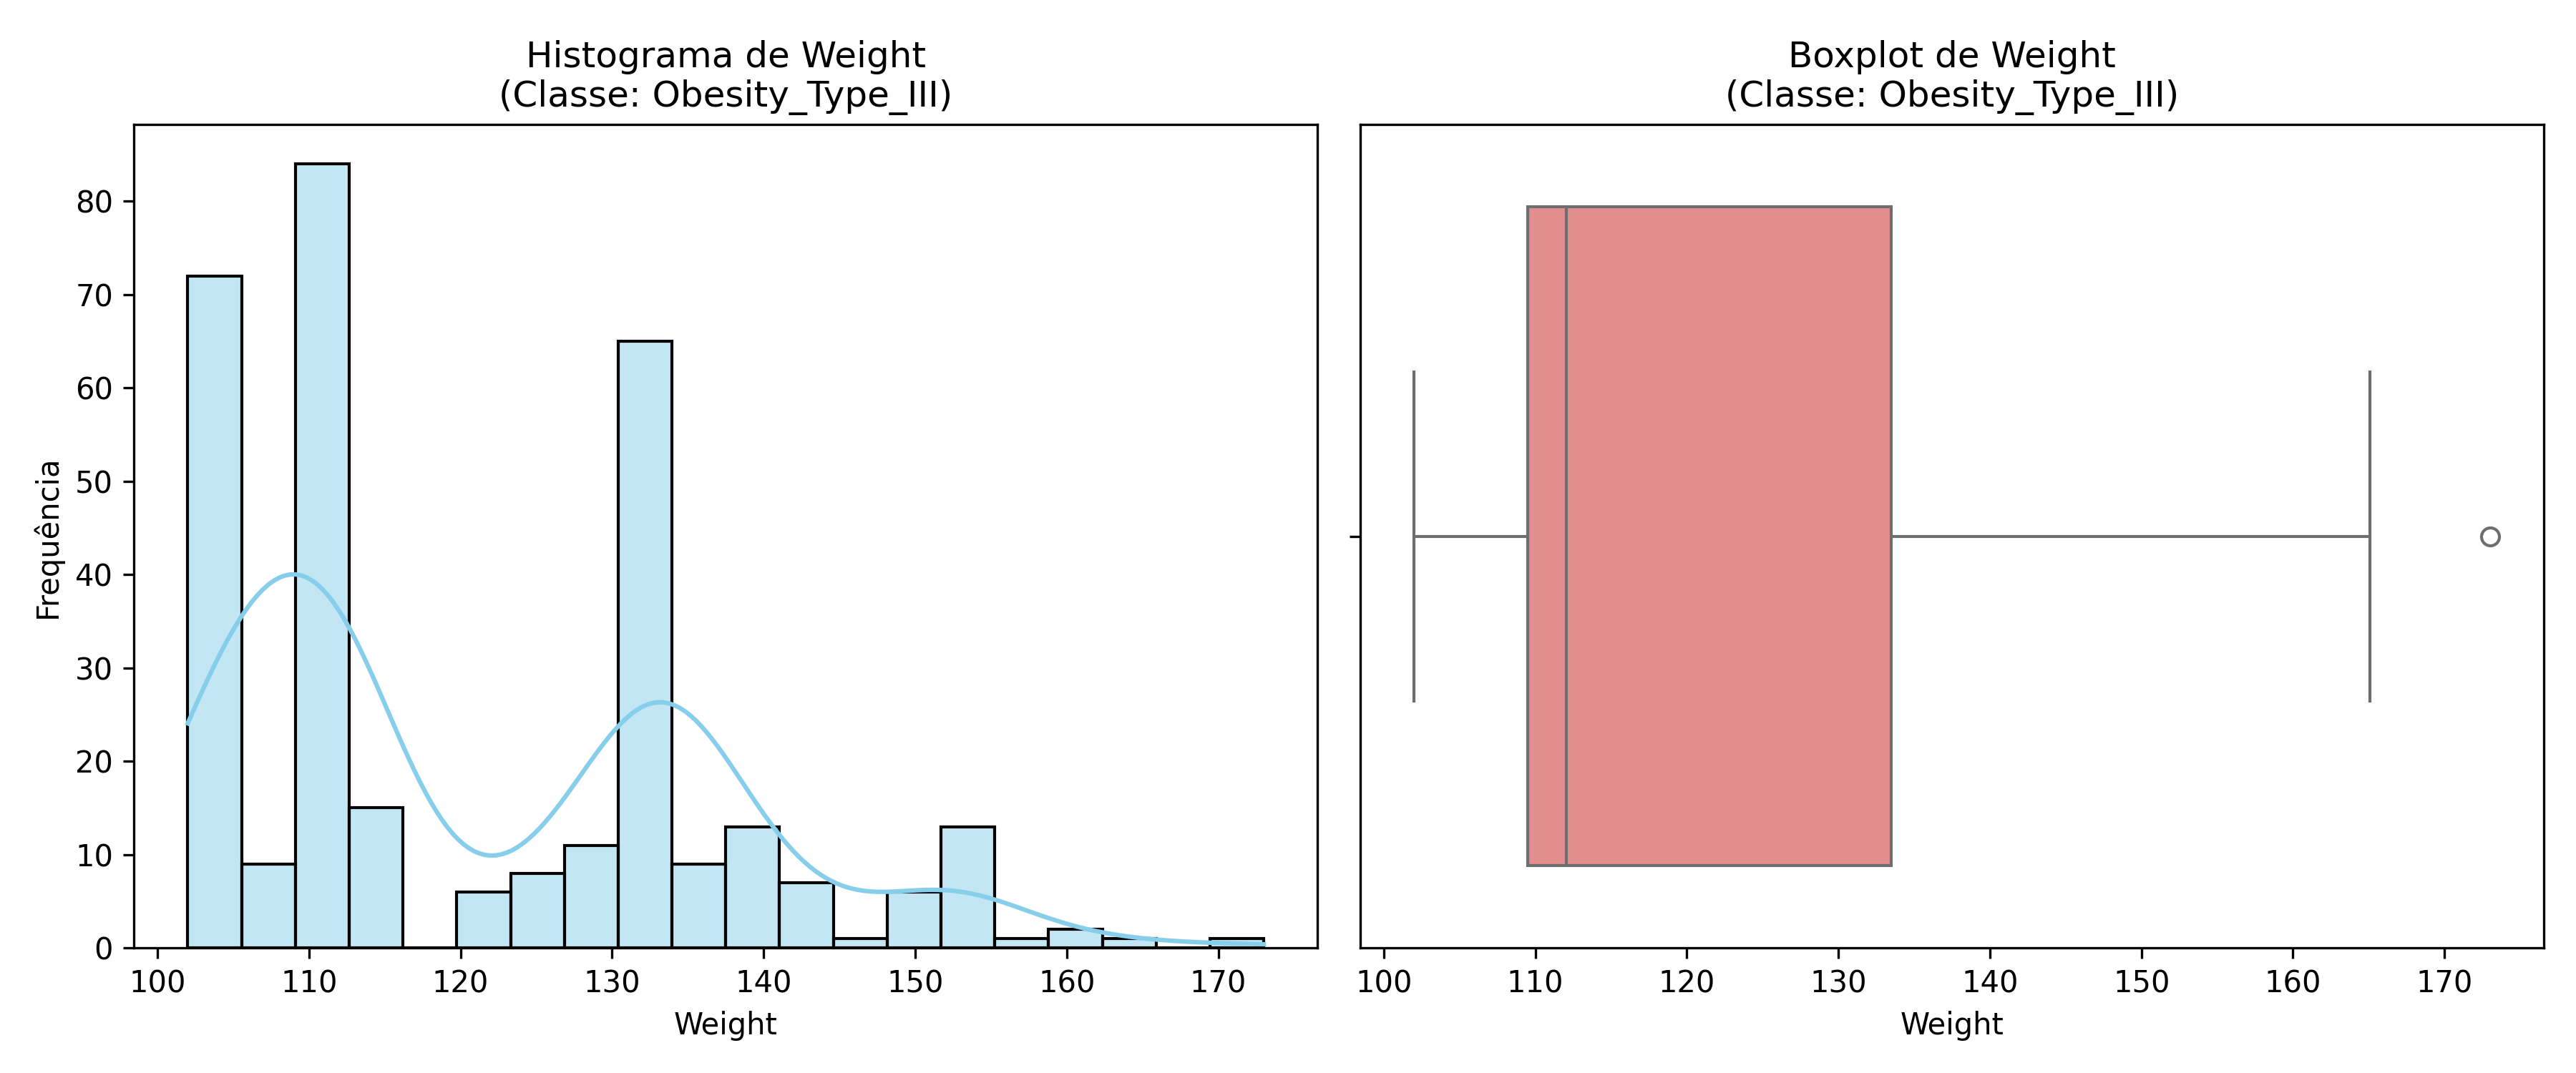 Histograma de Weight
(Classe: Obesity_Type_III)
Frequência
80
70
60
50
40
30
20
10
0
100 110 120 130 140 150 160 170
Weight
Boxplot de Weight
(Classe: Obesity_Type_III)
100 110 120 130 140 150 160 170
Weight